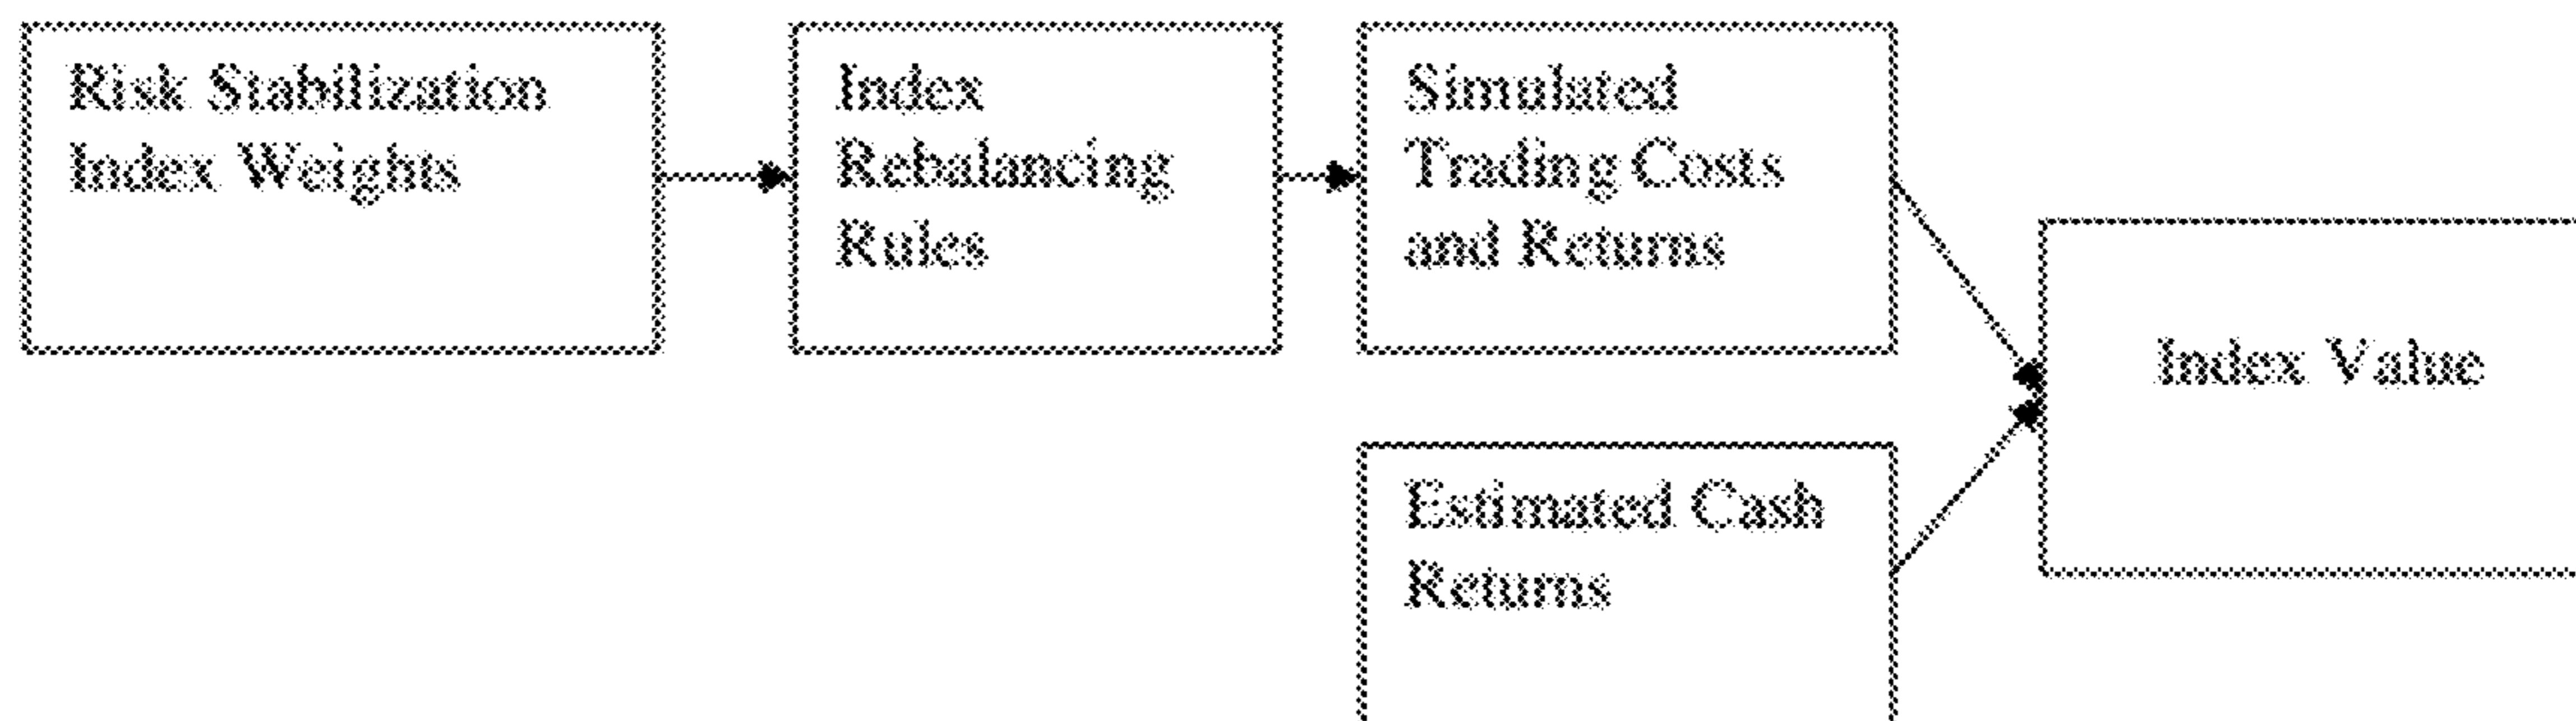 Risk Stabilization
Index Weights
Index
Rebalancing
Rules
Simulated
Trading Costs
and Returns
Index Value
Estimated Cash
Returns